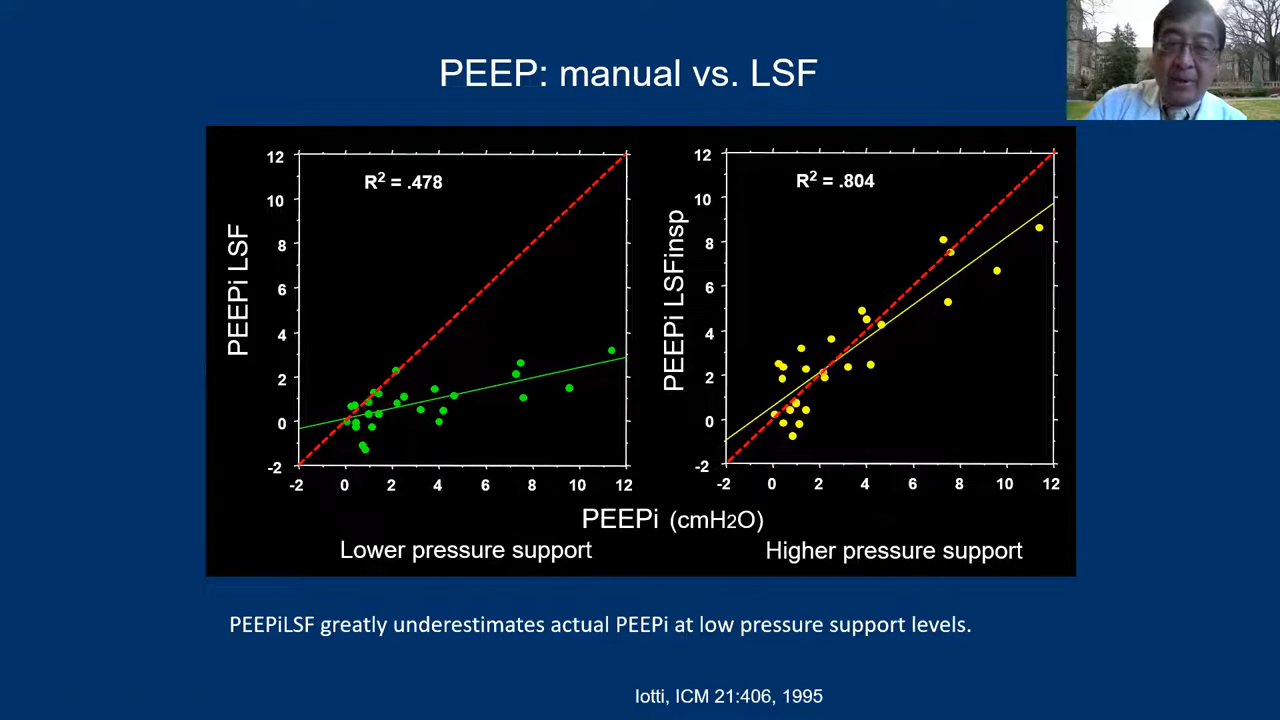 PEEP: manual vs. LSF
R² = .478
PEEPi LSF
12
10
8
6
4
2
0
-2
-2 0 2 4 6 8 10 12
Lower pressure support
R² = .804
PEEPi LSFinsp
12
10
8
6
4
2
0
-2
-2 0 2 4 6 8 10 12
PEEPi (cmH2O)
Higher pressure support
PEEPiLSF greatly underestimates actual PEEPi at low pressure support levels.
Iotti, ICM 21:406, 1995